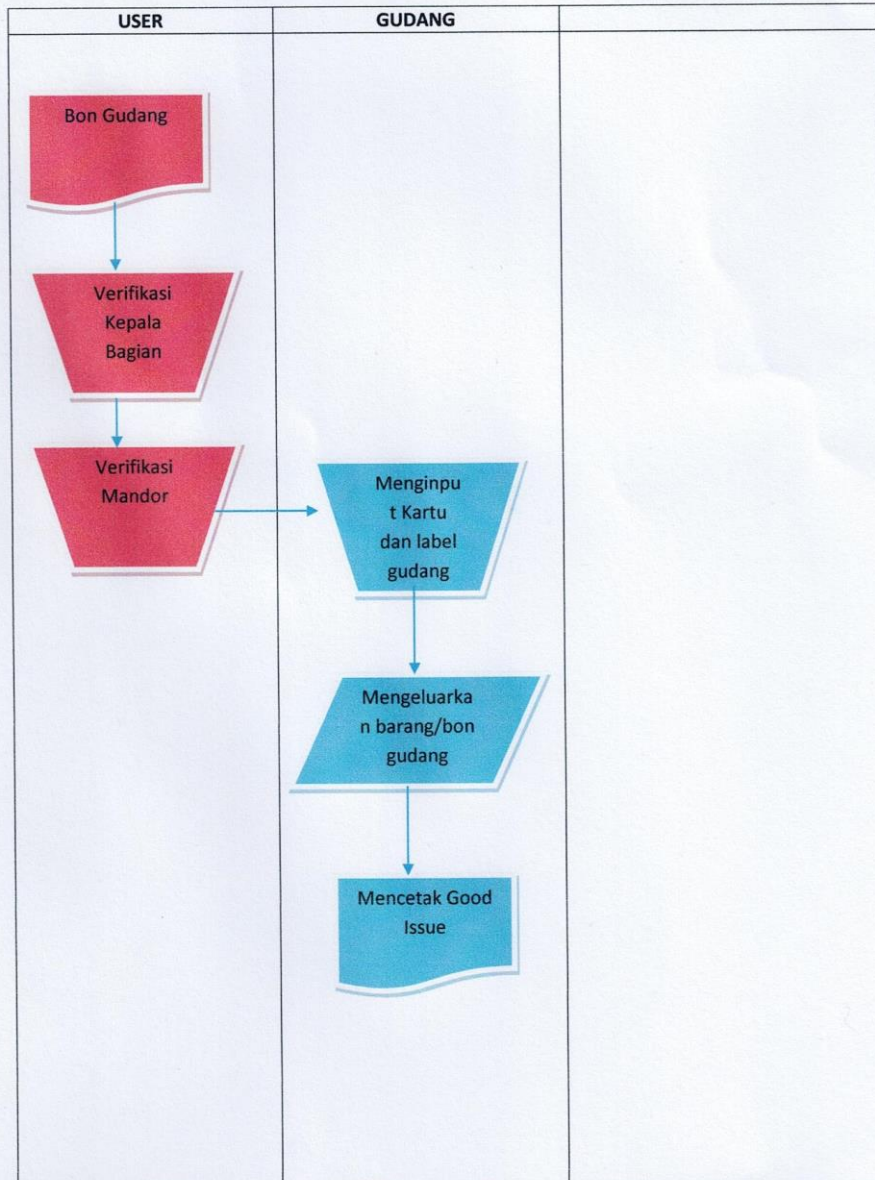 USER
GUDANG
Bon Gudang
Verifikasi
Kepala
Bagian
Verifikasi
Mandor
Menginpu
t Kartu
dan label
gudang
Mengeluarka
n barang/bon
gudang
Mencetak Good
Issue